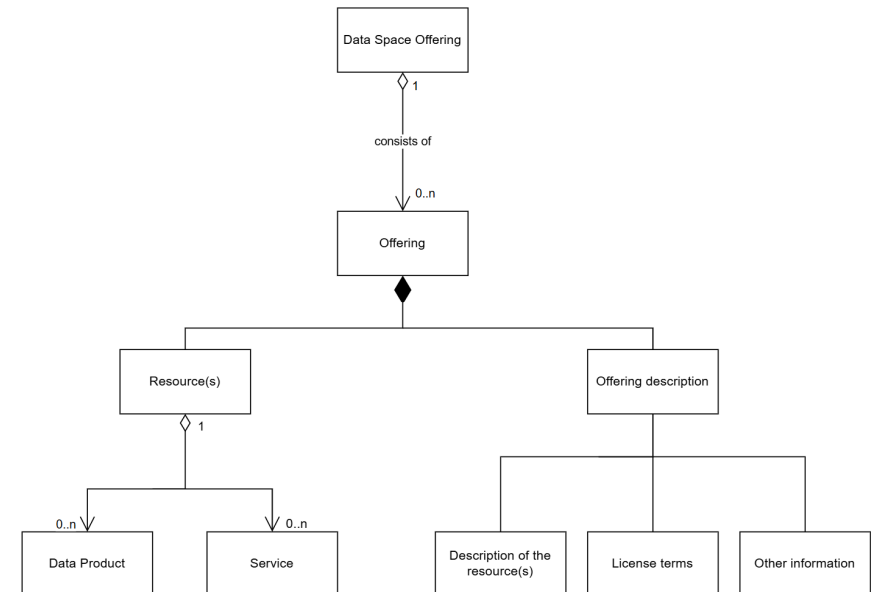 Data Space Offering
1
consists of
0..n
Offering
Resource(s)
Offering description
1
0..n
0..n
Data Product
Service
Description of the
resource(s)
License terms
Other information